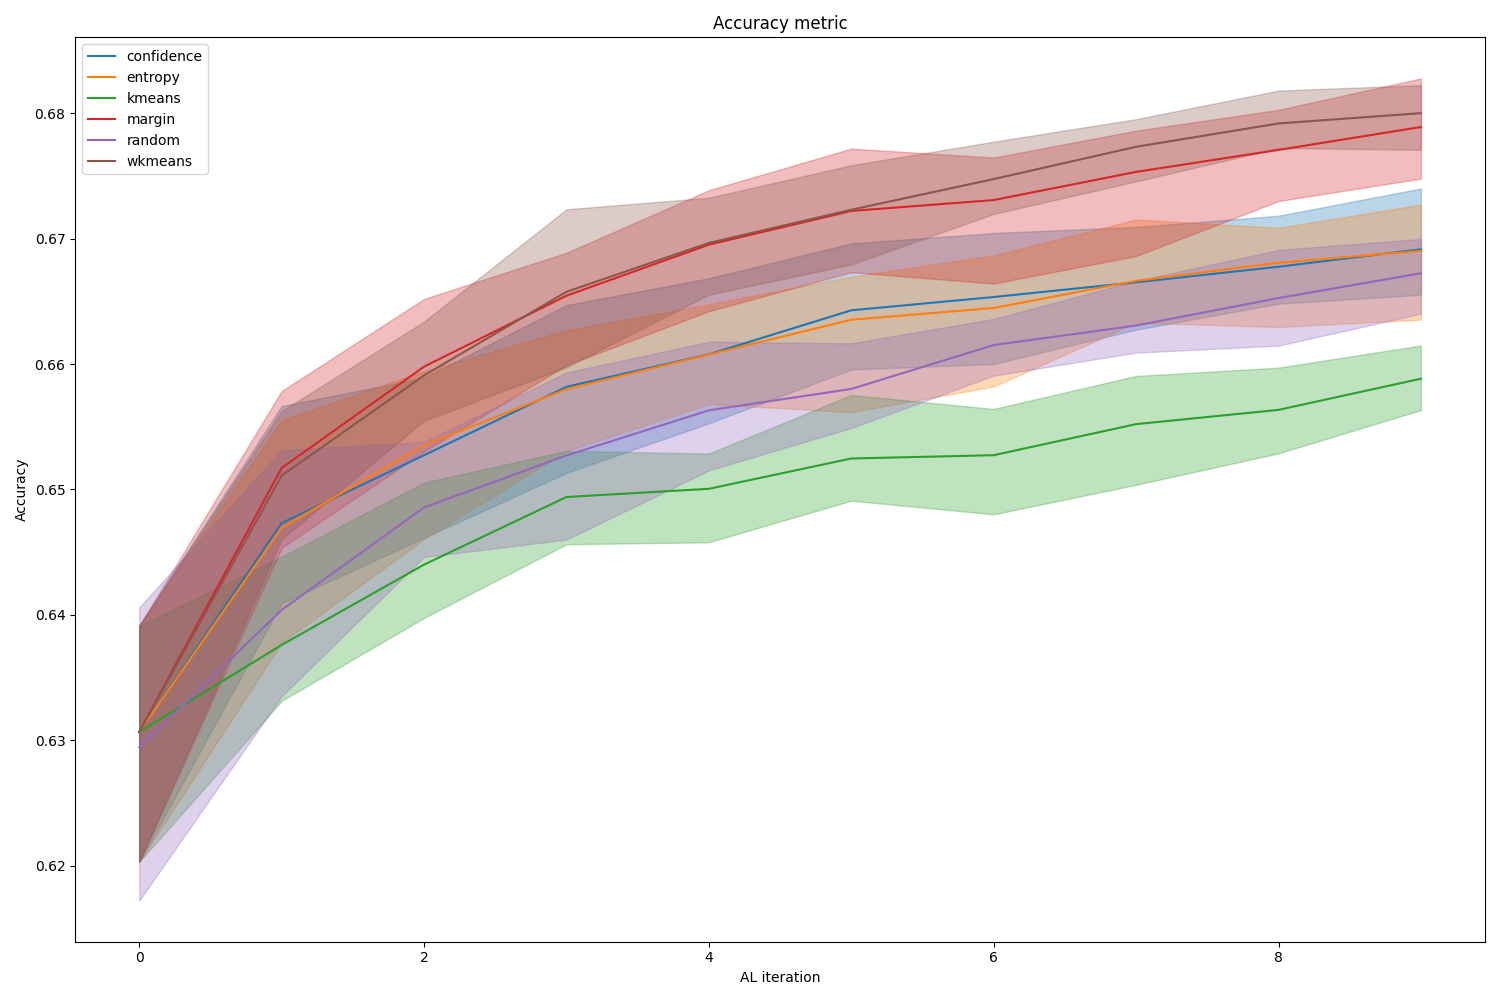 Accuracy metric
confidence
entropy
kmeans
margin
random
wkmeans
Accuracy
0.68
0.67
0.66
0.65
0.64
0.63
0.62
0 2 4 6 8
AL iteration